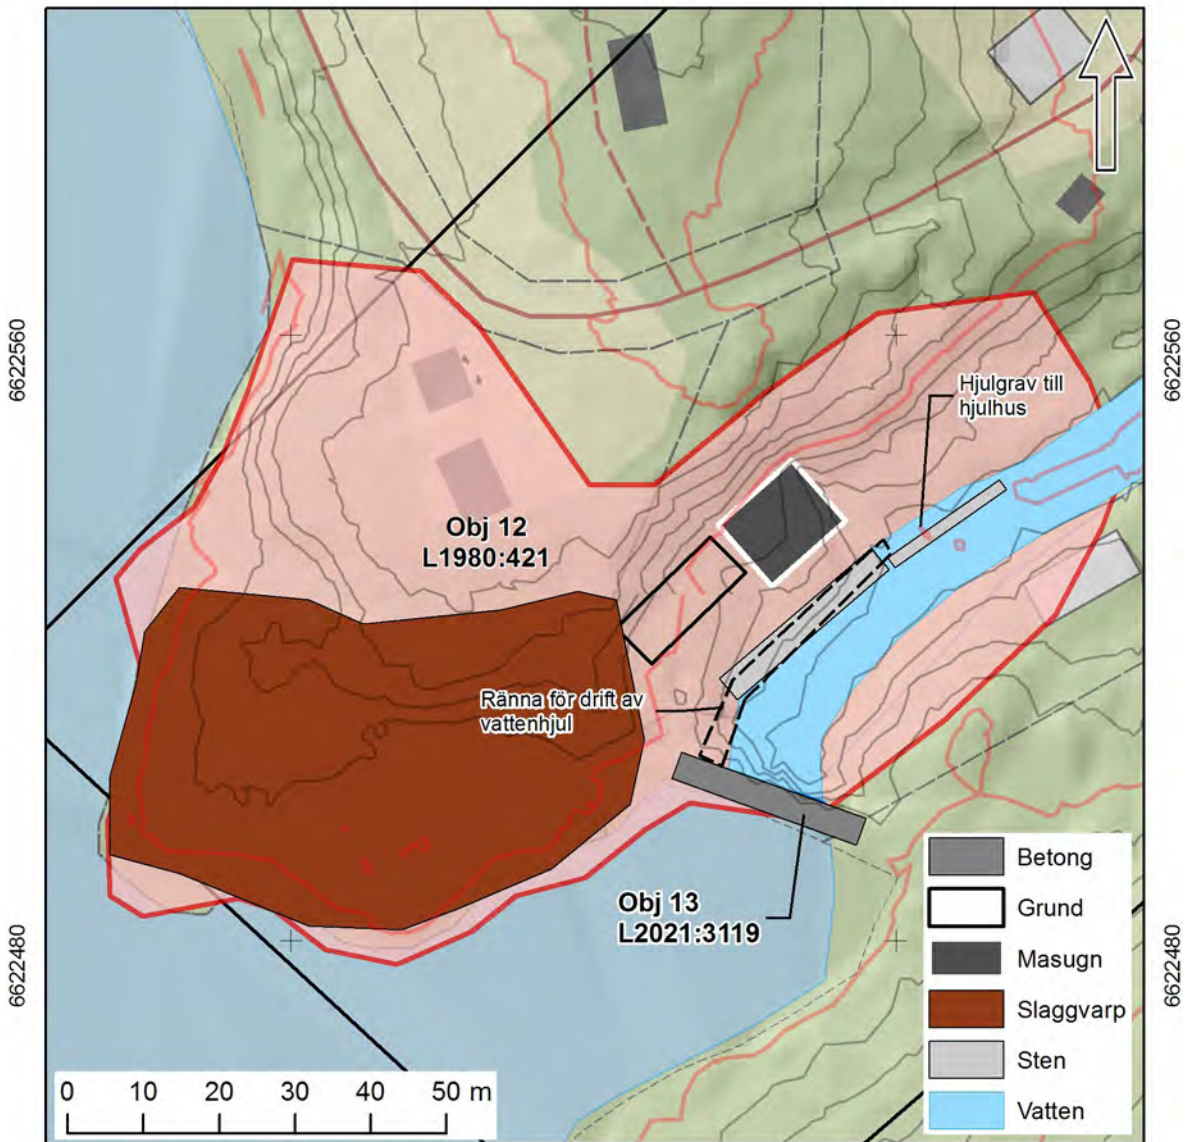 6622560
6622560
Hjulgrav till
hjulhus
Obj 12
L1980:421
Ränna för drift av
vattenhjul
Obj 13
L2021:3119
6622480
6622480
Betong
Grund
Masugn
Slaggvarp
Sten
Vatten
0 10 20 30 40 50 m